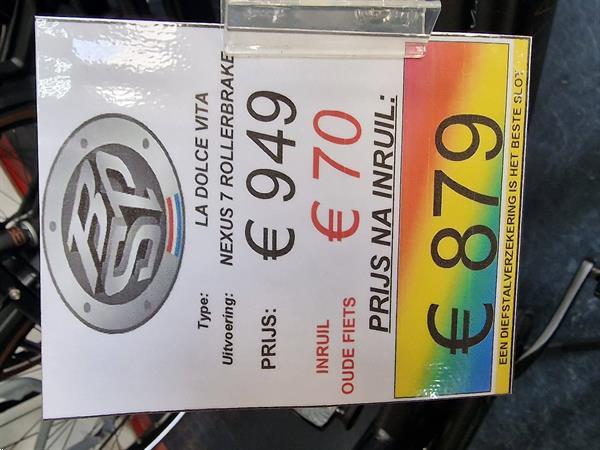 BSP
Type: LA DOLCE VITA
Uitvoering: NEXUS 7 ROLLERBRAKE
PRIJS: € 949
INRUIL
OUDE FIETS € 70
PRIJS NA INRUIL:
€ 879
EEN DIEFSTALVERZEKERING IS HET BESTE SLOT